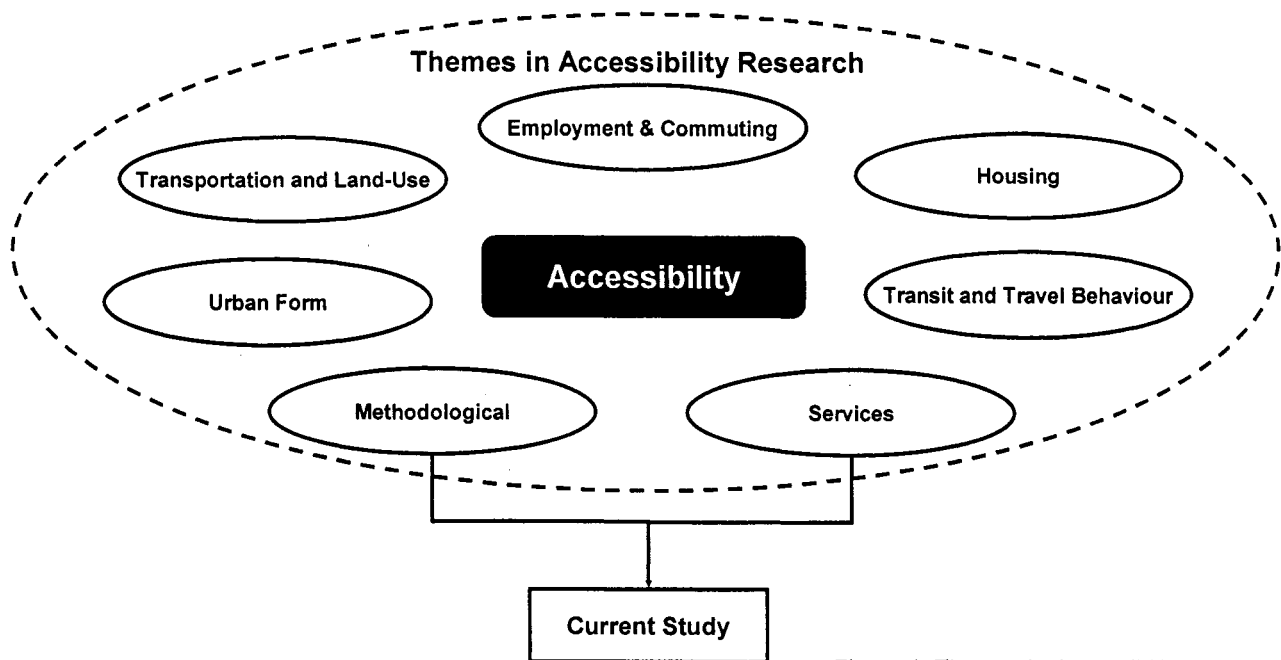 Themes in Accessibility Research
Employment & Commuting
Transportation and Land-Use
Housing
Accessibility
Urban Form
Transit and Travel Behaviour
Methodological
Services
Current Study